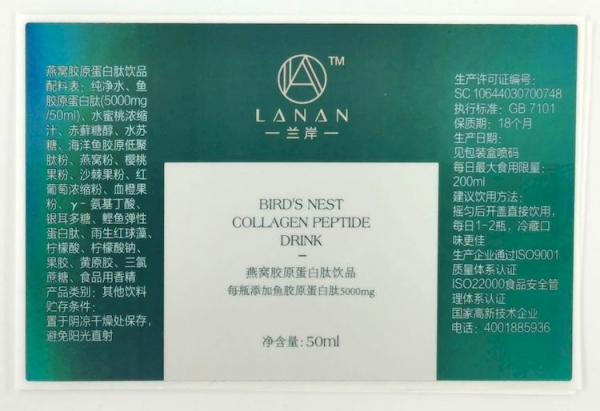 燕窝胶原蛋白肽饮品
配料表：纯净水、鱼
胶原蛋白肽(5000mg
/50ml)、水蜜桃浓缩
汁、赤藓糖醇、水苏
糖、海洋鱼胶原低聚
肽粉、燕窝粉、樱桃
果粉、沙棘果粉、红
葡萄浓缩粉、血橙果
粉、γ-氨基丁酸、
银耳多糖、鲣鱼弹性
蛋白肽、雨生红球藻、
柠檬酸、柠檬酸钠、
果胶、黄原胶、三氯
蔗糖、食品用香精
产品类别：其他饮料
贮存条件：
置于阴凉干燥处保存，
避免阳光直射
TM
LANAN
兰岸
BIRD'S NEST
COLLAGEN PEPTIDE
DRINK
燕窝胶原蛋白肽饮品
每瓶添加鱼胶原蛋白肽5000mg
净含量：50ml
生产许可证编号：
SC10644030700748
执行标准：GB 7101
保质期：18个月
生产日期：
见包装盒喷码
每日最大食用限量：
200ml
建议饮用方法：
摇匀后开盖直接饮用，
每日1-2瓶，冷藏口
味更佳
生产企业通过ISO9001
质量体系认证
ISO22000食品安全管
理体系认证
国家高新技术企业
电话：4001885936